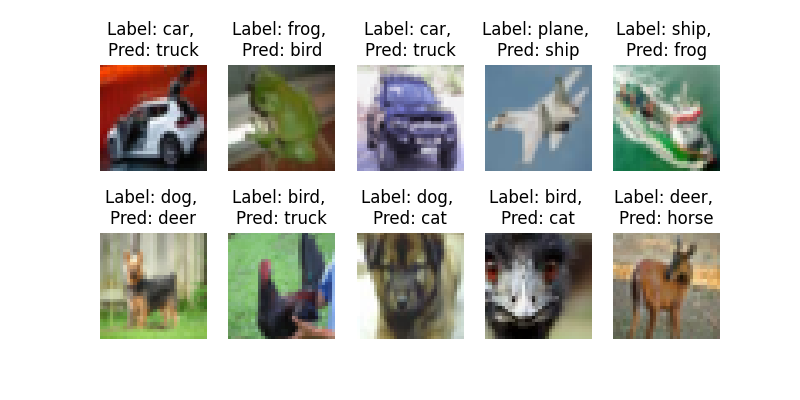 Label: car,
Pred: truck
Label: frog,
Pred: bird
Label: car,
Pred: truck
Label: plane,
Pred: ship
Label: ship,
Pred: frog
Label: dog,
Pred: deer
Label: bird,
Pred: truck
Label: dog,
Pred: cat
Label: bird,
Pred: cat
Label: deer,
Pred: horse